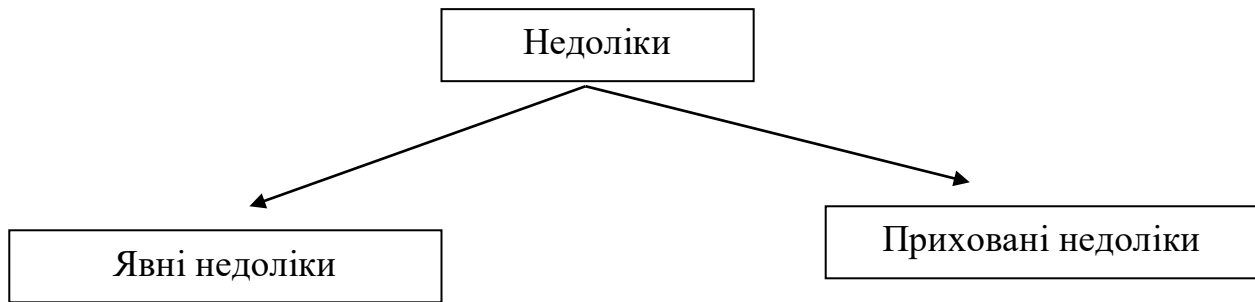 Недоліки
Явні недоліки
Приховані недоліки